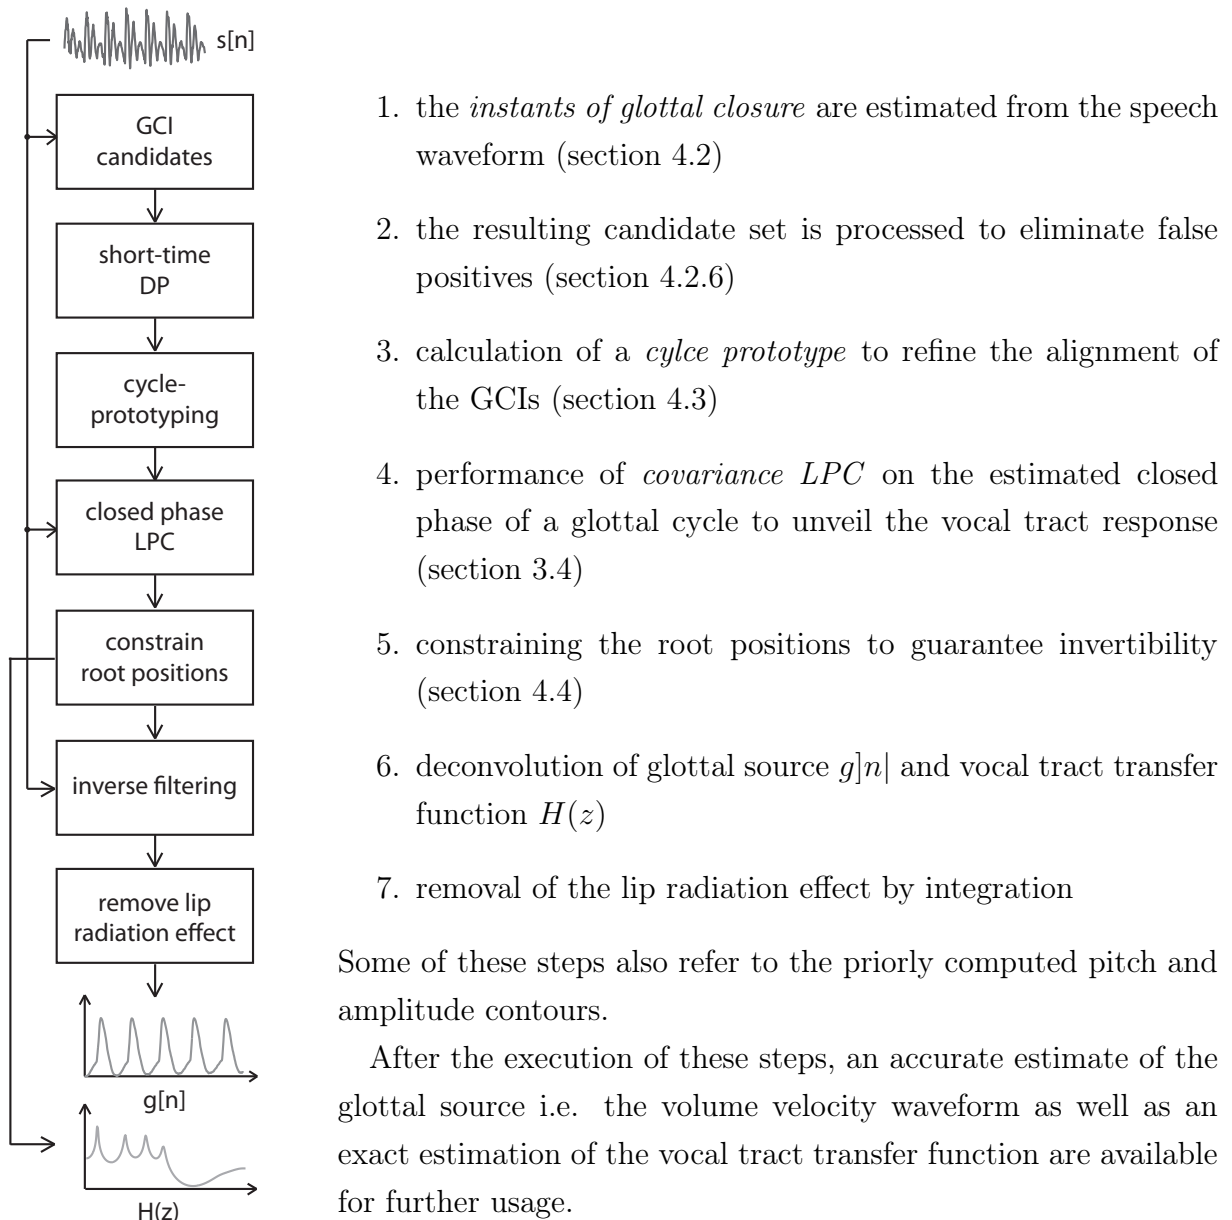 s[n]
GCI
candidates
short-time
DP
cycle-
prototyping
closed phase
LPC
constrain
root positions
inverse filtering
remove lip
radiation effect
g[n]
H(z)
1. the instants of glottal closure are estimated from the speech
waveform (section 4.2)
2. the resulting candidate set is processed to eliminate false
positives (section 4.2.6)
3. calculation of a cylce prototype to refine the alignment of
the GCIs (section 4.3)
4. performance of covariance LPC on the estimated closed
phase of a glottal cycle to unveil the vocal tract response
(section 3.4)
5. constraining the root positions to guarantee invertibility
(section 4.4)
6. deconvolution of glottal source g]n| and vocal tract transfer
function H(z)
7. removal of the lip radiation effect by integration
Some of these steps also refer to the priorly computed pitch and
amplitude contours.
After the execution of these steps, an accurate estimate of the
glottal source i.e. the volume velocity waveform as well as an
exact estimation of the vocal tract transfer function are available
for further usage.